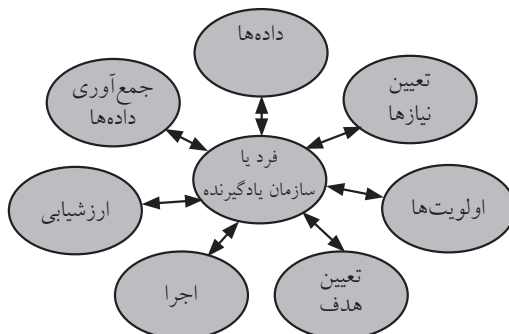 داده‌ها
تعیین
نیازها
اولویت‌ها
تعیین
هدف
اجرا
ارزشیابی
جمع‌آوری
داده‌ها
فرد یا
سازمان یادگیرنده